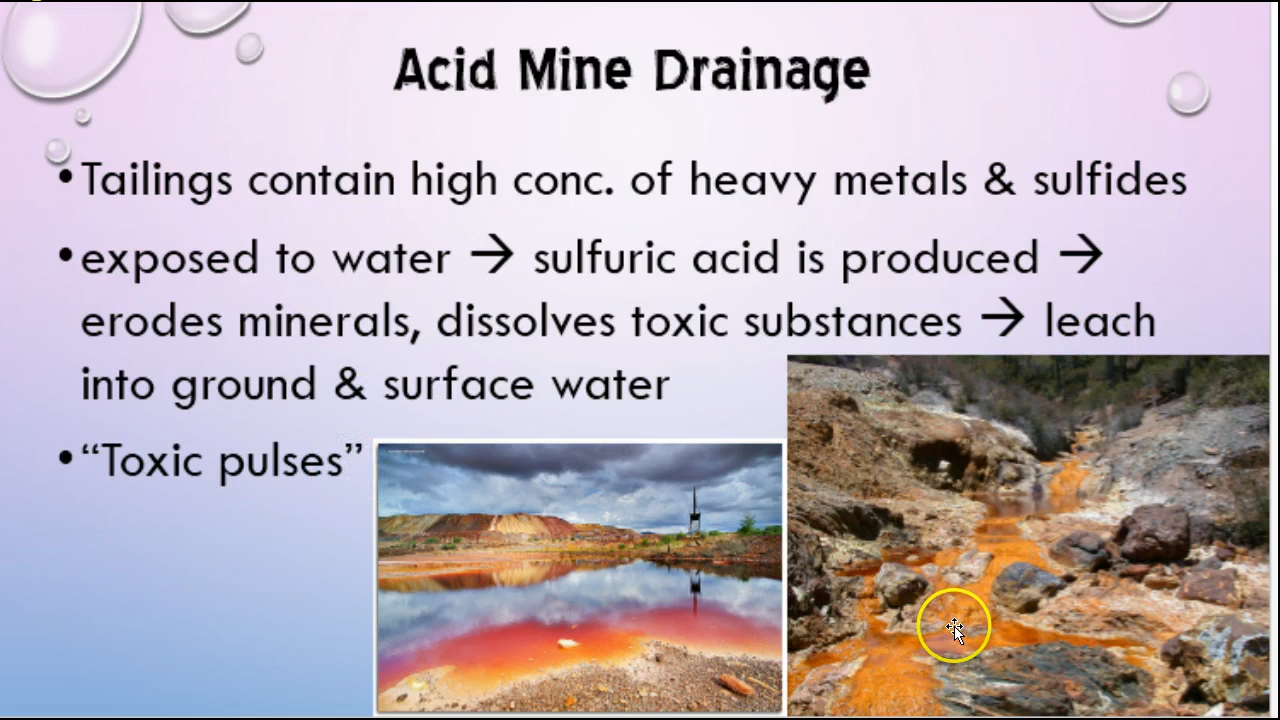 Acid Mine Drainage
• Tailings contain high conc. of heavy metals & sulfides
• exposed to water → sulfuric acid is produced →
erodes minerals, dissolves toxic substances → leach
into ground & surface water
• “Toxic pulses”